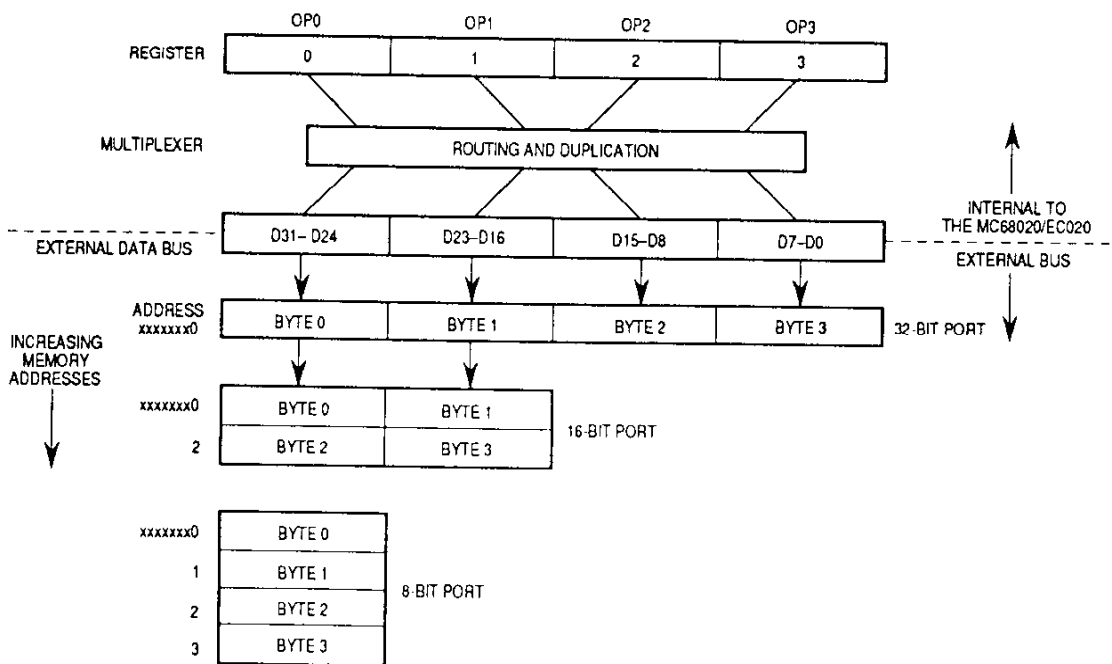 OP0 OP1 OP2 OP3
REGISTER 0 1 2 3
MULTIPLEXER ROUTING AND DUPLICATION
INTERNAL TO
THE MC68020/EC020
D31–D24 D23–D16 D15–D8 D7–D0
EXTERNAL DATA BUS
EXTERNAL BUS
ADDRESS
xxxxxxx0 BYTE 0 BYTE 1 BYTE 2 BYTE 3 32-BIT PORT
INCREASING
MEMORY
ADDRESSES
xxxxxxx0 BYTE 0 BYTE 1
16-BIT PORT
2 BYTE 2 BYTE 3
xxxxxxx0 BYTE 0
1 BYTE 1
8-BIT PORT
2 BYTE 2
3 BYTE 3